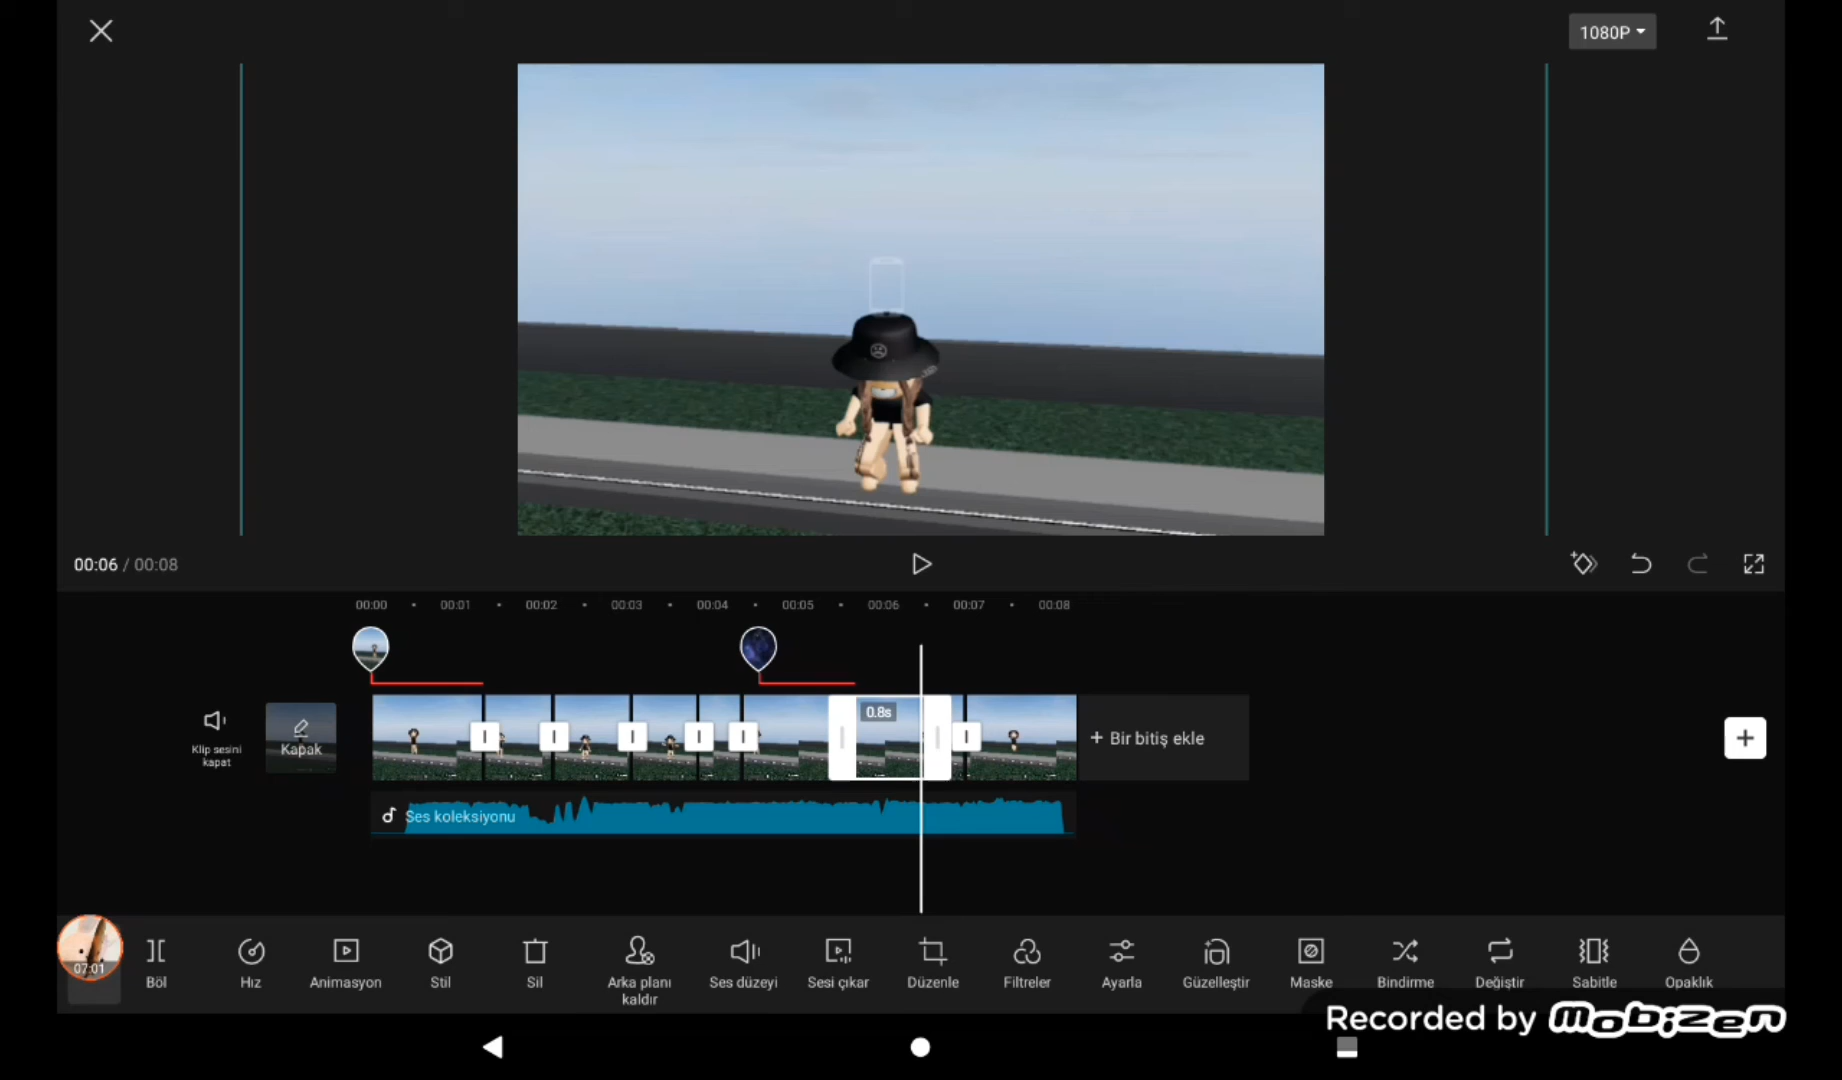 1080P
00:06 / 00:08
00:00 00:01 00:02 00:03 00:04 00:05 00:06 00:07 00:08
Klip sesini
kapat
Kapak
0.8s
+ Bir bitiş ekle
Ses koleksiyonu
07:01
Böl
Hız
Animasyon
Stil
Sil
Arka planı
kaldır
Ses düzeyi
Sesi çıkar
Düzenle
Filtreler
Ayarla
Güzelleştir
Maske
Bindirme
Değiştir
Sabitle
Opaklık
Recorded by Mobizen